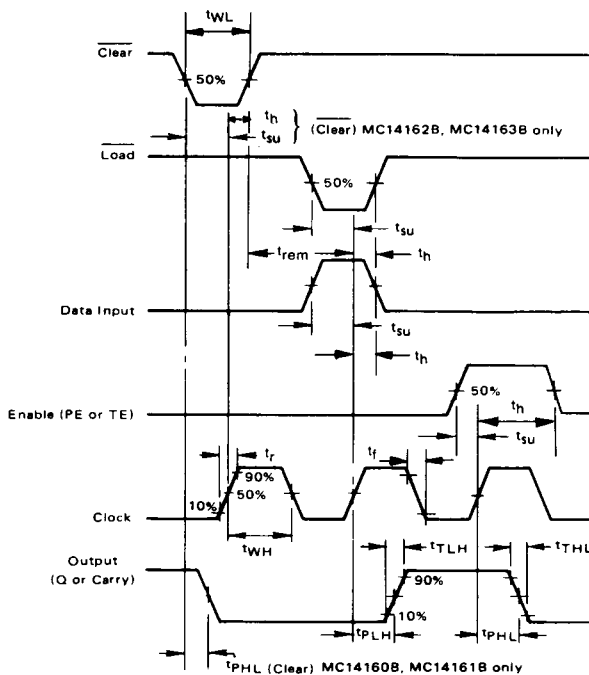 tWL
Clear
50%
th
tsu
} (Clear) MC14162B, MC14163B only
Load
50%
tsu
trem
th
Data Input
tsu
th
50%
th
Enable (PE or TE)
tsu
tr
tf
90%
10%
50%
Clock
tWH
tTLH
tTHL
Output
(Q or Carry)
90%
10%
tPLH
tPHL
tPHL (Clear) MC14160B, MC14161B only